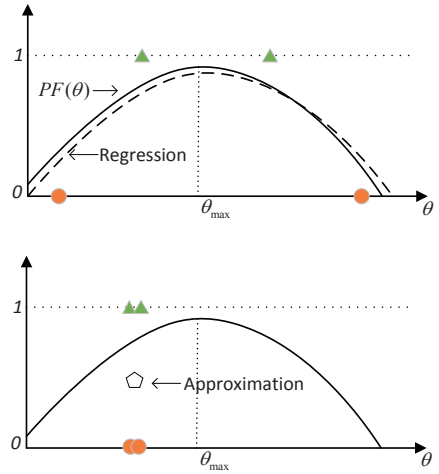 1
PF(θ)
Regression
0
θmax
θ
1
Approximation
0
θmax
θ